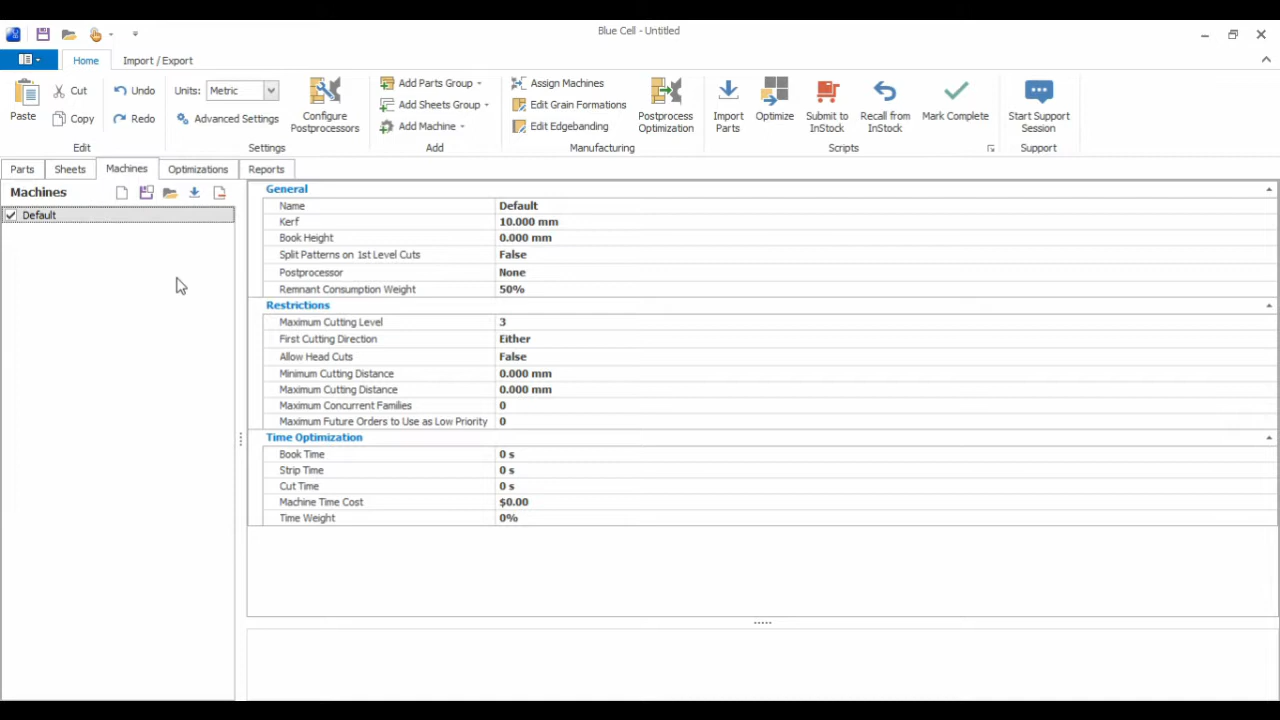 Blue Cell - Untitled
Home Import / Export
Paste Cut Copy Undo Redo
Edit
Units: Metric
Advanced Settings
Configure Postprocessors
Settings
Add Parts Group
Add Sheets Group
Add Machine
Add
Assign Machines
Edit Grain Formations
Edit Edgebanding
Postprocess Optimization
Manufacturing
Import Parts
Optimize
Submit to InStock
Recall from InStock
Mark Complete
Scripts
Start Support Session
Support
Parts Sheets Machines Optimizations Reports
Machines
Default
General
Name Default
Kerf 10.000 mm
Book Height 0.000 mm
Split Patterns on 1st Level Cuts False
Postprocessor None
Remnant Consumption Weight 50%
Restrictions
Maximum Cutting Level 3
First Cutting Direction Either
Allow Head Cuts False
Minimum Cutting Distance 0.000 mm
Maximum Cutting Distance 0.000 mm
Maximum Concurrent Families 0
Maximum Future Orders to Use as Low Priority 0
Time Optimization
Book Time 0 s
Strip Time 0 s
Cut Time 0 s
Machine Time Cost $0.00
Time Weight 0%